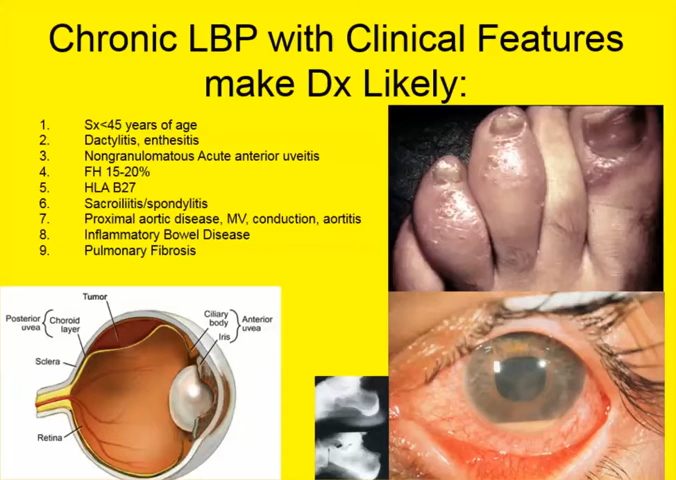 Chronic LBP with Clinical Features
make Dx Likely:
1. Sx<45 years of age
2. Dactylitis, enthesitis
3. Nongranulomatous Acute anterior uveitis
4. FH 15-20%
5. HLA B27
6. Sacroiliitis/spondylitis
7. Proximal aortic disease, MV, conduction, aortitis
8. Inflammatory Bowel Disease
9. Pulmonary Fibrosis
Tumor
Posterior
uvea
Choroid
layer
Ciliary
body
Anterior
uvea
Iris
Sclera
Retina